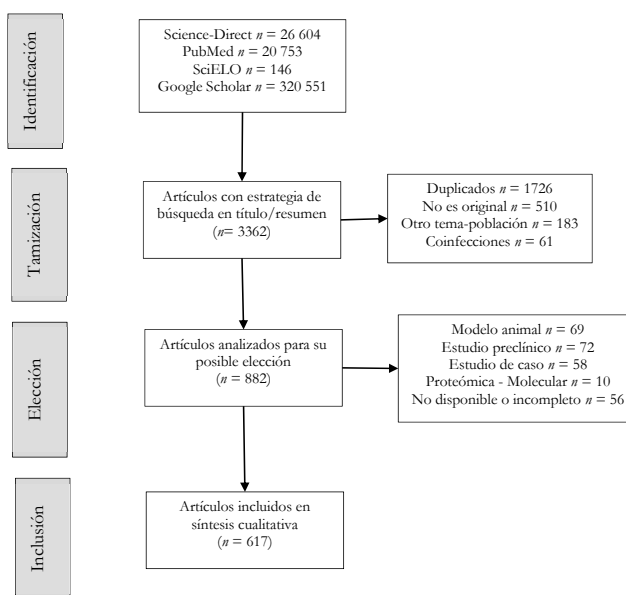 Identificación
Science-Direct n = 26 604
PubMed n = 20 753
SciELO n = 146
Google Scholar n = 320 551
Tamización
Artículos con estrategia de
búsqueda en título/resumen
(n= 3362)
Duplicados n = 1726
No es original n = 510
Otro tema-población n = 183
Coinfecciones n = 61
Elección
Artículos analizados para su
posible elección
(n = 882)
Modelo animal n = 69
Estudio preclínico n = 72
Estudio de caso n = 58
Proteómica - Molecular n = 10
No disponible o incompleto n = 56
Inclusión
Artículos incluidos en
síntesis cualitativa
(n = 617)